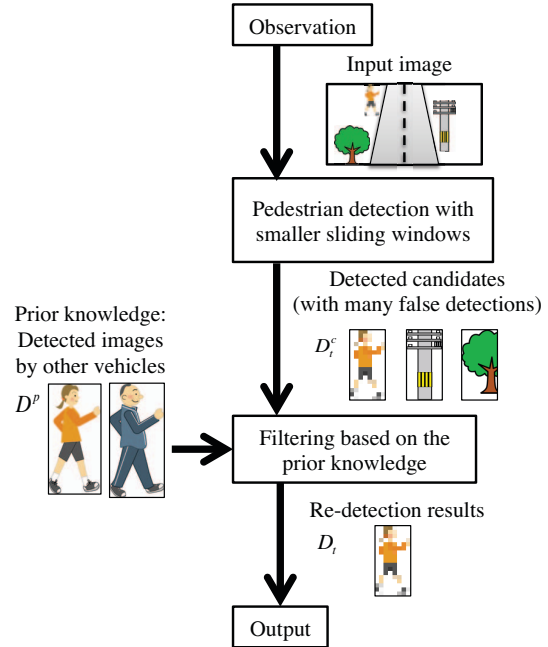 Observation
Input image
Pedestrian detection with
smaller sliding windows
Detected candidates
(with many false detections)
D_t^c
Prior knowledge:
Detected images
by other vehicles
D^p
Filtering based on the
prior knowledge
Re-detection results
D_t
Output